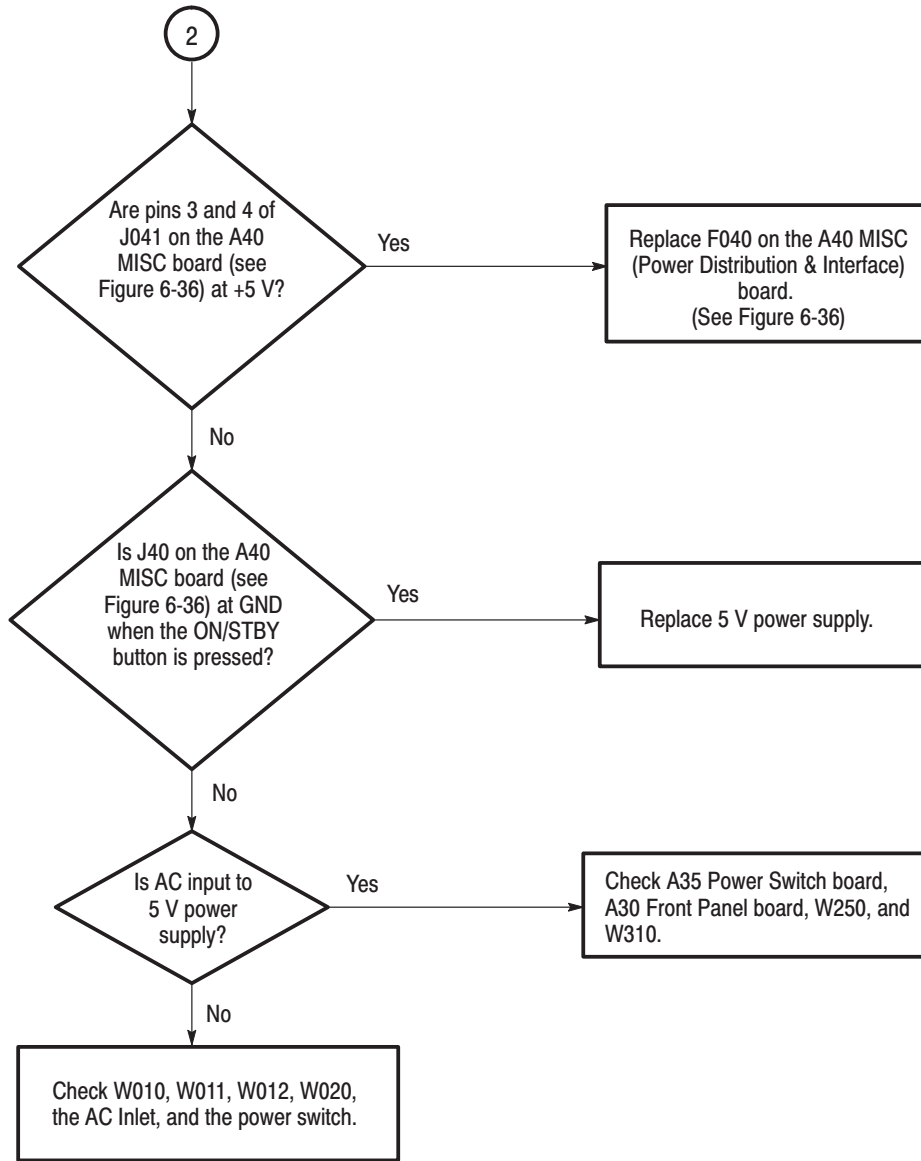 2
Are pins 3 and 4 of
J041 on the A40
MISC board (see
Figure 6-36) at +5 V?
Yes
Replace F040 on the A40 MISC
(Power Distribution & Interface)
board.
(See Figure 6-36)
No
Is J40 on the A40
MISC board (see
Figure 6-36) at GND
when the ON/STBY
button is pressed?
Yes
Replace 5 V power supply.
No
Is AC input to
5 V power
supply?
Yes
Check A35 Power Switch board,
A30 Front Panel board, W250, and
W310.
No
Check W010, W011, W012, W020,
the AC Inlet, and the power switch.